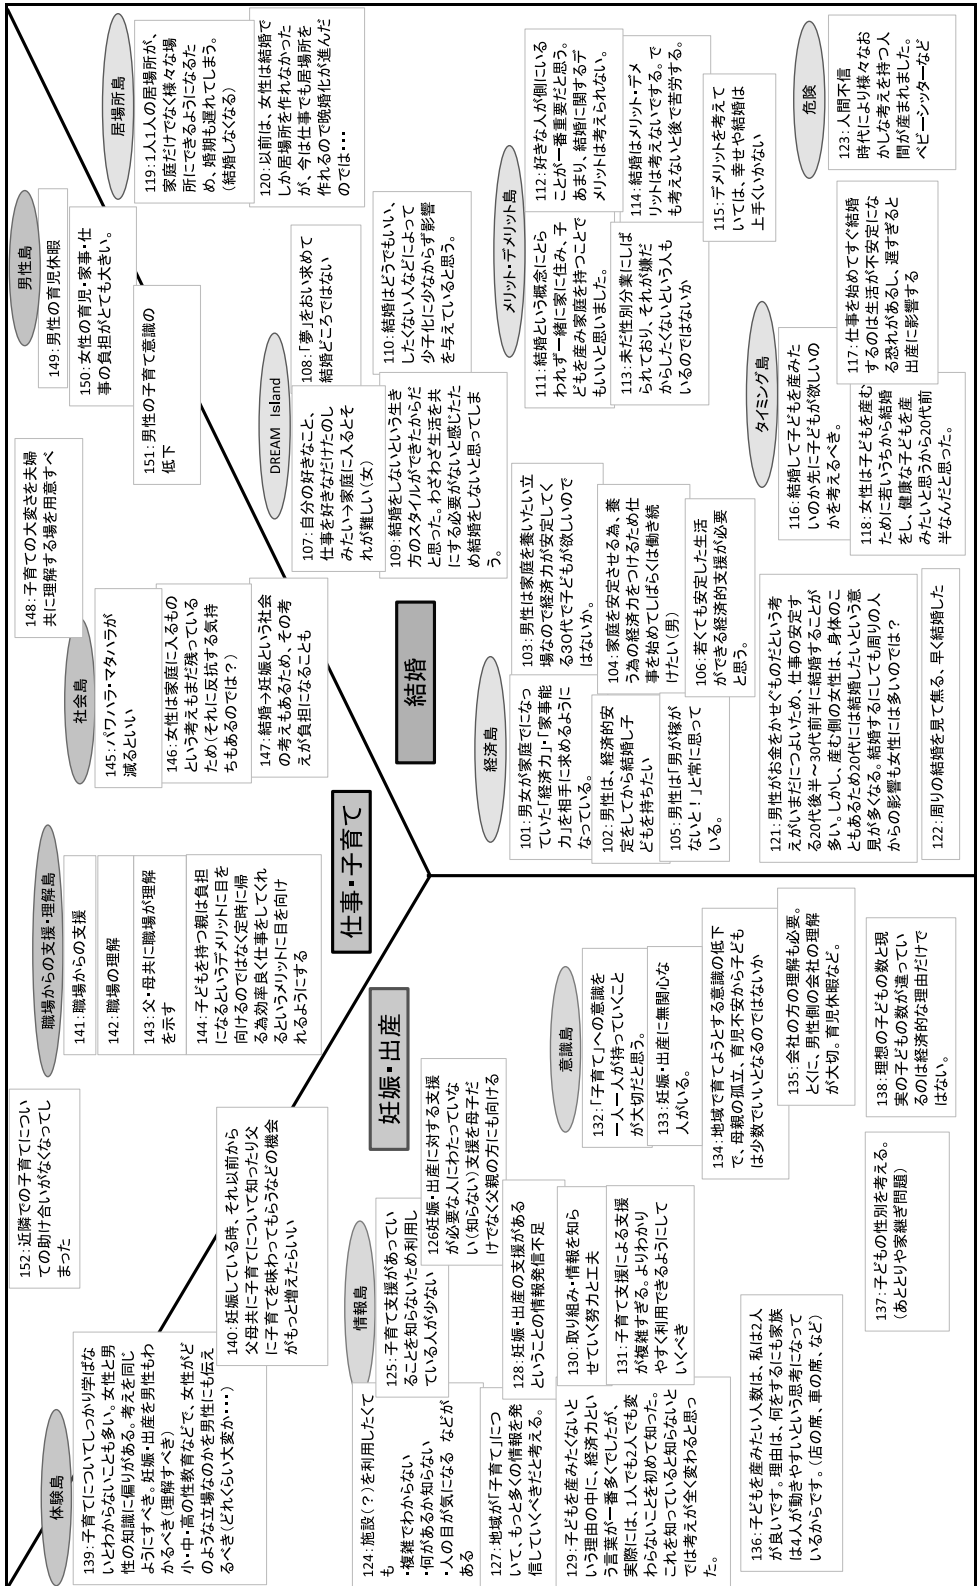 体験島
139：子育てについてしっかり学ばな
いとわからないことも多い。女性と男
性の知識に偏りがある。考えを同じ
ようにすべき。妊娠・出産を男性もわ
かるべき（理解すべき）
小・中・高の性教育などで、女性がど
のような立場なのかを男性にも伝え
るべき（どれくらい大変か・・・）
140：妊娠している時、それ以前から
父母共に子育てについて知ったり父
に子育てを味わってもらうなどの機会
がもっと増えたらいい
152：近隣での子育てについ
ての助け合いがなくなってし
まった
職場からの支援・理解島
141：職場からの支援
142：職場の理解
143：父・母共に職場が理解
を示す
144：子どもを持つ親は負担
になるというデメリットに目を
向けるのではなく定時に帰
る為効率良く仕事をしてくれ
るというメリットに目を向け
れるようにする
仕事・子育て
社会島
148：子育ての大変さを夫婦
共に理解する場を用意すべ
145：パワハラ・マタハラが
減るといい
146：女性は家庭に入るもの
という考えもまだ残っている
ため、それに反抗する気持
ちもあるのでは？）
147：結婚→妊娠という社会
の考えもあるため、その考
えが負担になることも
男性島
149：男性の育児休暇
150：女性の育児・家事・仕
事の負担がとても大きい。
151：男性の子育て意識の
低下
居場所島
119：1人1人の居場所が、
家庭だけでなく様々な場
所にできるようになるた
め、婚期も遅れてしまう。
（結婚しなくなる）
120：以前は、女性は結婚で
しか居場所を作れなかった
が、今は仕事でも居場所を
作れるので晩婚化が進んだ
のでは・・・
結婚
DREAM Island
107：自分の好きなこと、
仕事を好きなだけたのし
みたい→家庭に入るとそ
れが難しい（女）
108：「夢」をおい求めて
結婚どころではない
109：結婚をしないという生き
方のスタイルができたからだ
と思った。わざわざ生活を共
にする必要がないと感じたた
め結婚をしないと思ってしま
う。
110：結婚はどうでもいい、
したくない人などによって
少子化に少なからず影響
を与えていると思う。
経済島
101：男女が家庭でになっ
ていた「経済力」・「家事能
力」を相手に求めるように
なっている。
102：男性は、経済的安
定をしてから結婚し子
どもを持ちたい
105：男性は「男が稼が
ないと！」と常に思って
いる。
103：男性は家庭を養いたい立
場なので経済力が安定してく
る30代で子どもが欲しいので
はないか。
104：家庭を安定させる為、養
う為の経済力をつけるため仕
事を始めてしばらくは働き続
けたい（男）
106：若くても安定した生活
ができる経済的支援が必要
と思う。
メリット・デメリット島
111：結婚という概念にとら
われず一緒に家に住み、子
どもを産み家庭を持つことで
もいいと思いました。
112：好きな人が側にいる
ことが一番重要だと思う。
あまり、結婚に関するデ
メリットは考えられない。
113：未だ性別分業にしば
られており、それが嫌だ
からしたくないという人も
いるのではないか
114：結婚はメリット・デメ
リットは考えないでする。で
も考えないと後で苦労する。
115：デメリットを考えて
いては、幸せや結婚は
上手くいかない
タイミング島
116：結婚して子どもを産みた
いのか先に子どもが欲しいの
かを考えるべき。
117：仕事を始めてすぐ結婚
するのは生活が不安定にな
る恐れがあるし、遅すぎると
出産に影響する
118：女性は子どもを産む
ために若いうちから結婚
をし、健康な子どもを産
みたいと思うから20代前
半なんだと思った。
121：男性がお金をかせぐものだという考
えがいまだにつよいため、仕事の安定す
る20代後半～30代前半に結婚することが
多い。しかし、産む側の女性は、身体のこ
ともあるため20代には結婚したいという意
見が多くなる。結婚するにしても周りの人
からの影響も女性には多いのでは？
122：周りの結婚を見て焦る、早く結婚した
危険
123：人間不信
時代により様々なお
かしな考えを持つ人
間が産まれました。
ベビーシッターなど
妊娠・出産
情報島
124：施設（？）を利用したくて
も
・複雑でわからない
・何があるか知らない
・人の目が気になる などが
ある
125：子育て支援があってい
ることを知らないため利用し
ている人が少ない
126妊娠・出産に対する支援
が必要な人にわたっていな
い（知らない）支援を母子だ
けでなく父親の方にも向ける
127：地域が「子育て」につ
いて、もっと多くの情報を発
信していくべきだと考える。
128：妊娠・出産の支援がある
ということの情報発信不足
129：子どもを産みたくないと
いう理由の中に、経済力とい
う言葉が一番多くでしたが、
実際には、1人でも2人でも変
わらないことを初めて知った。
これを知っていると知らないと
では考えが全く変わると思っ
た。
130：取り組み・情報を知ら
せていく努力と工夫
131：子育て支援による支援
が複雑すぎる。よりわかり
やすく利用できるようにして
いくべき
意識島
132：「子育て」への意識を
一人一人が持っていくこと
が大切だと思う。
133：妊娠・出産に無関心な
人がいる。
134：地域で育てようとする意識の低下
で、母親の孤立、育児不安から子ども
は少数でいいとなるのではないか
135：会社の方の理解も必要。
とくに、男性側の会社の理解
が大切。育児休暇など。
136：子どもを産みたい人数は、私は2人
が良いです。理由は、何をするにも家族
は4人が動きやすいという思考になって
いるからです。（店の席、車の席、など）
137：子どもの性別を考える。
（あととりや家継ぎ問題）
138：理想の子どもの数と現
実の子どもの数が違ってい
るのは経済的な理由だけで
はない。